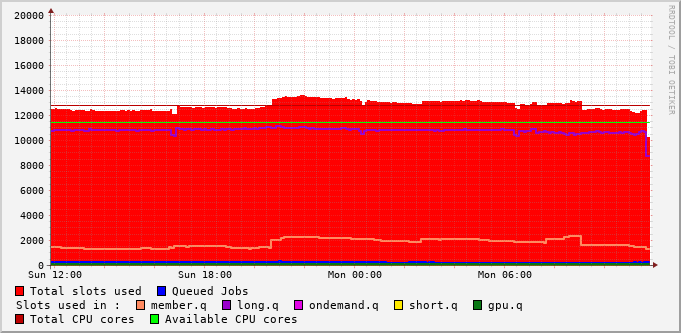 20000
18000
16000
14000
12000
10000
8000
6000
4000
2000
0
Sun 12:00 Sun 18:00 Mon 00:00 Mon 06:00
Total slots used Queued Jobs
Slots used in : member.q long.q ondemand.q short.q gpu.q
Total CPU cores Available CPU cores
RRDTOOL / TOBI OETIKER